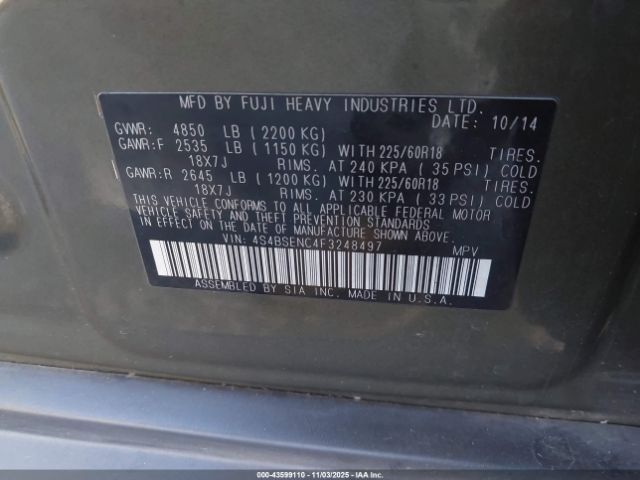 MFD BY FUJI HEAVY INDUSTRIES LTD.
DATE: 10/14
GVWR: 4850 LB (2200 KG)
GAWR:F 2535 LB (1150 KG) WITH 225/60R18 TIRES.
18X7J RIMS. AT 240 KPA ( 35 PSI) COLD
GAWR:R 2645 LB (1200 KG) WITH 225/60R18 TIRES.
18X7J RIMS. AT 230 KPA ( 33 PSI) COLD
THIS VEHICLE CONFORMS TO ALL APPLICABLE FEDERAL MOTOR
VEHICLE SAFETY AND THEFT PREVENTION STANDARDS
IN EFFECT ON THE DATE OF MANUFACTURE SHOWN ABOVE.
VIN: 4S4BSENC4F3248497 MPV
ASSEMBLED BY SIA INC. MADE IN U.S.A.
000-43599110 - 11/03/2025 - IAAI.COM